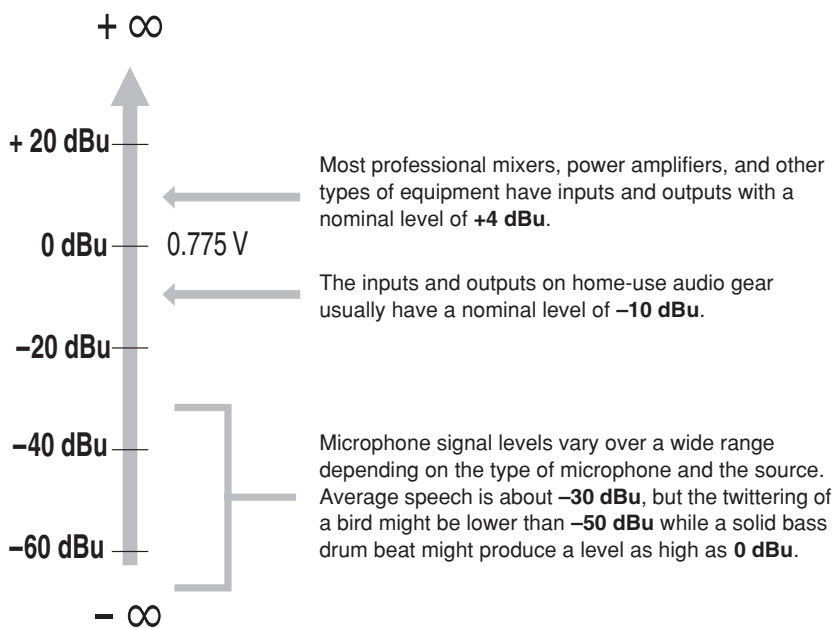 + ∞
+ 20 dBu
Most professional mixers, power amplifiers, and other
types of equipment have inputs and outputs with a
nominal level of +4 dBu.
0 dBu
0.775 V
The inputs and outputs on home-use audio gear
usually have a nominal level of –10 dBu.
–20 dBu
–40 dBu
Microphone signal levels vary over a wide range
depending on the type of microphone and the source.
Average speech is about –30 dBu, but the twittering of
a bird might be lower than –50 dBu while a solid bass
drum beat might produce a level as high as 0 dBu.
–60 dBu
– ∞